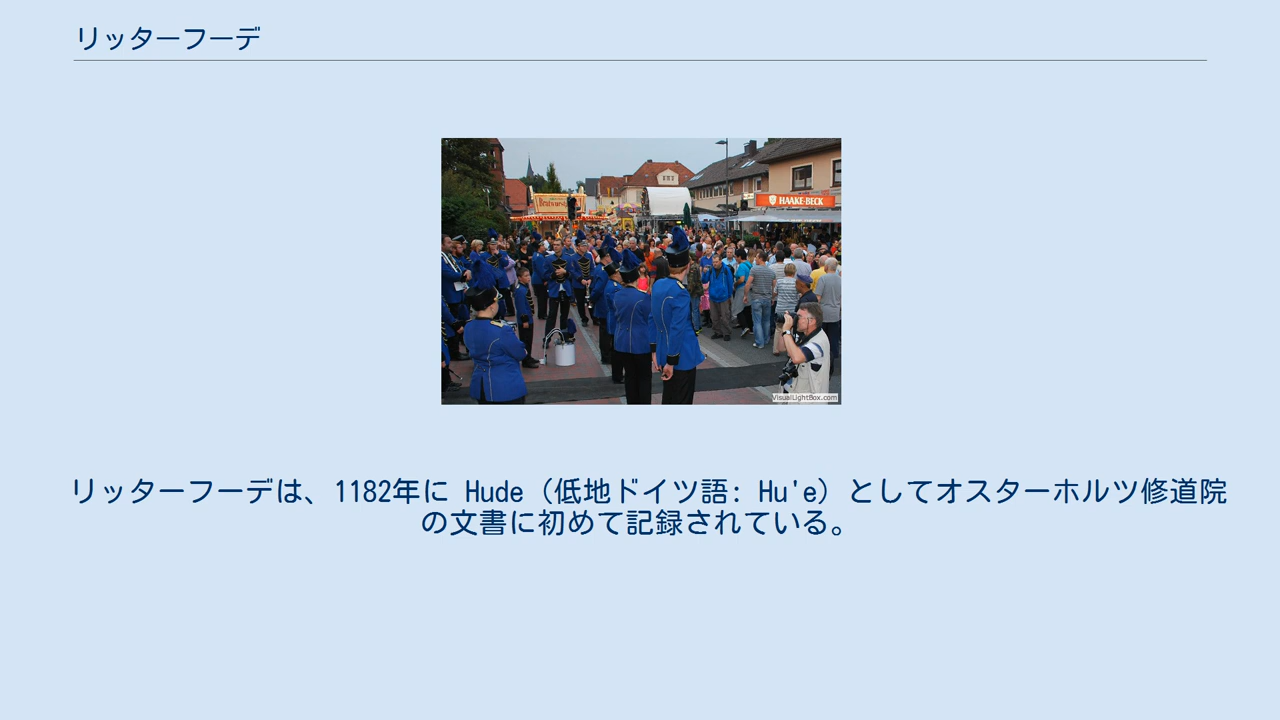 リッターフーデ
HAAKE-BECK
VisualLightBox.com
リッターフーデは、1182年に Hude（低地ドイツ語: Hu'e）としてオスターホルツ修道院
の文書に初めて記録されている。